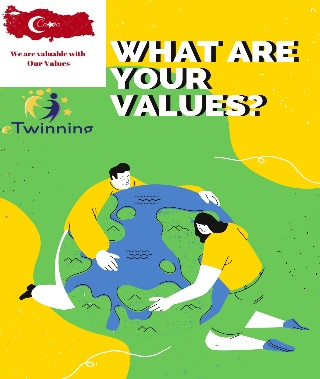 We are valuable with
Our Values
eTwinning
WHAT ARE
YOUR
VALUES?